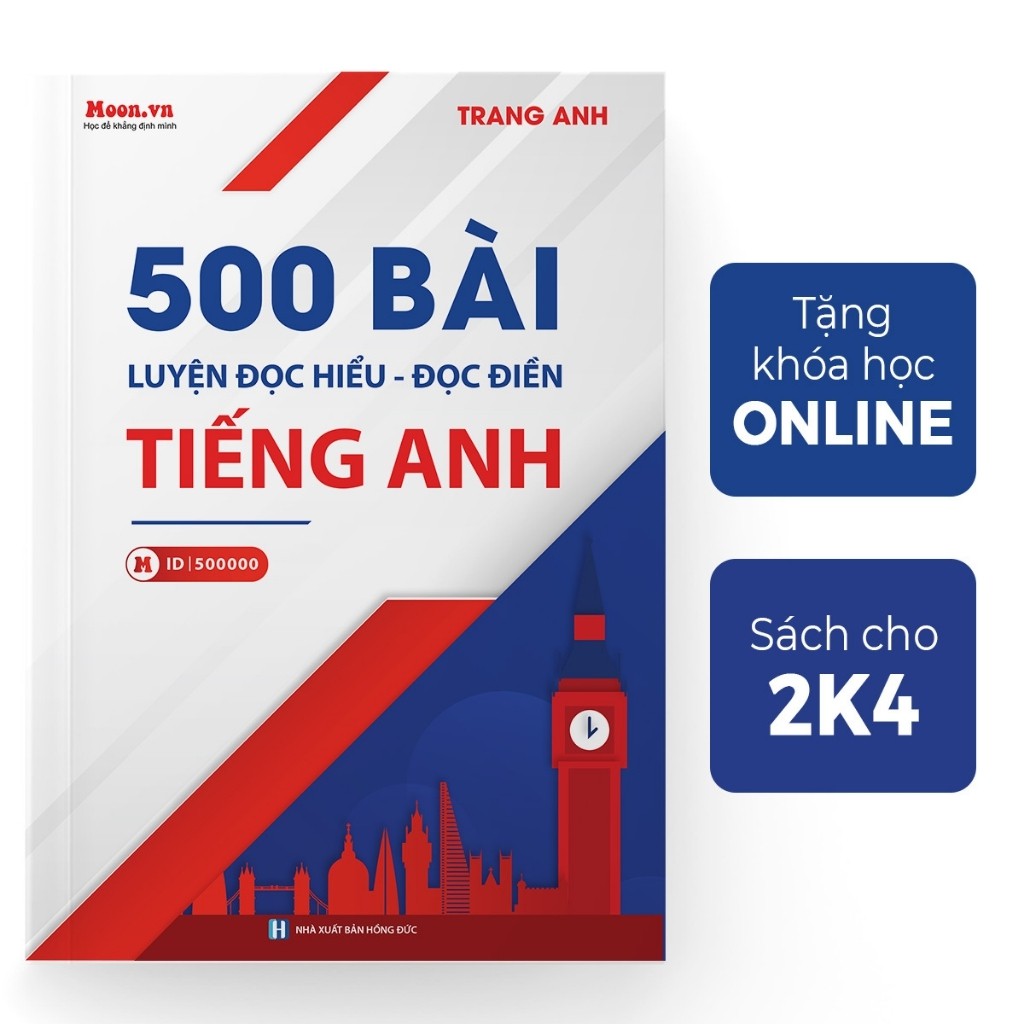 Moon.vn
Học để khẳng định mình
TRANG ANH
500 BÀI
LUYỆN ĐỌC HIỂU - ĐỌC ĐIỀN
TIẾNG ANH
M ID | 500000
NHÀ XUẤT BẢN HỒNG ĐỨC
Tặng
khóa học
ONLINE
Sách cho
2K4